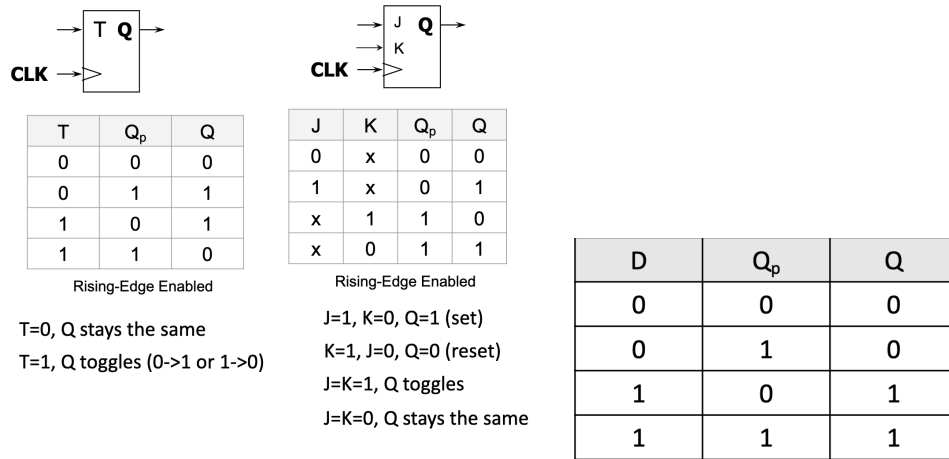 T Q
CLK
T Qp Q
0 0 0
0 1 1
1 0 1
1 1 0
Rising-Edge Enabled
T=0, Q stays the same
T=1, Q toggles (0->1 or 1->0)
J Q
K
CLK
J K Qp Q
0 x 0 0
1 x 0 1
x 1 1 0
x 0 1 1
Rising-Edge Enabled
J=1, K=0, Q=1 (set)
K=1, J=0, Q=0 (reset)
J=K=1, Q toggles
J=K=0, Q stays the same
D Qp Q
0 0 0
0 1 0
1 0 1
1 1 1